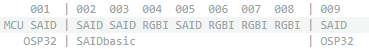 001 | 002 003 004 005 006 007 008 | 009
MCU SAID | SAID SAID RGBI SAID RGBI RGBI RGBI | SAID
OSP32 | SAIDbasic | OSP32